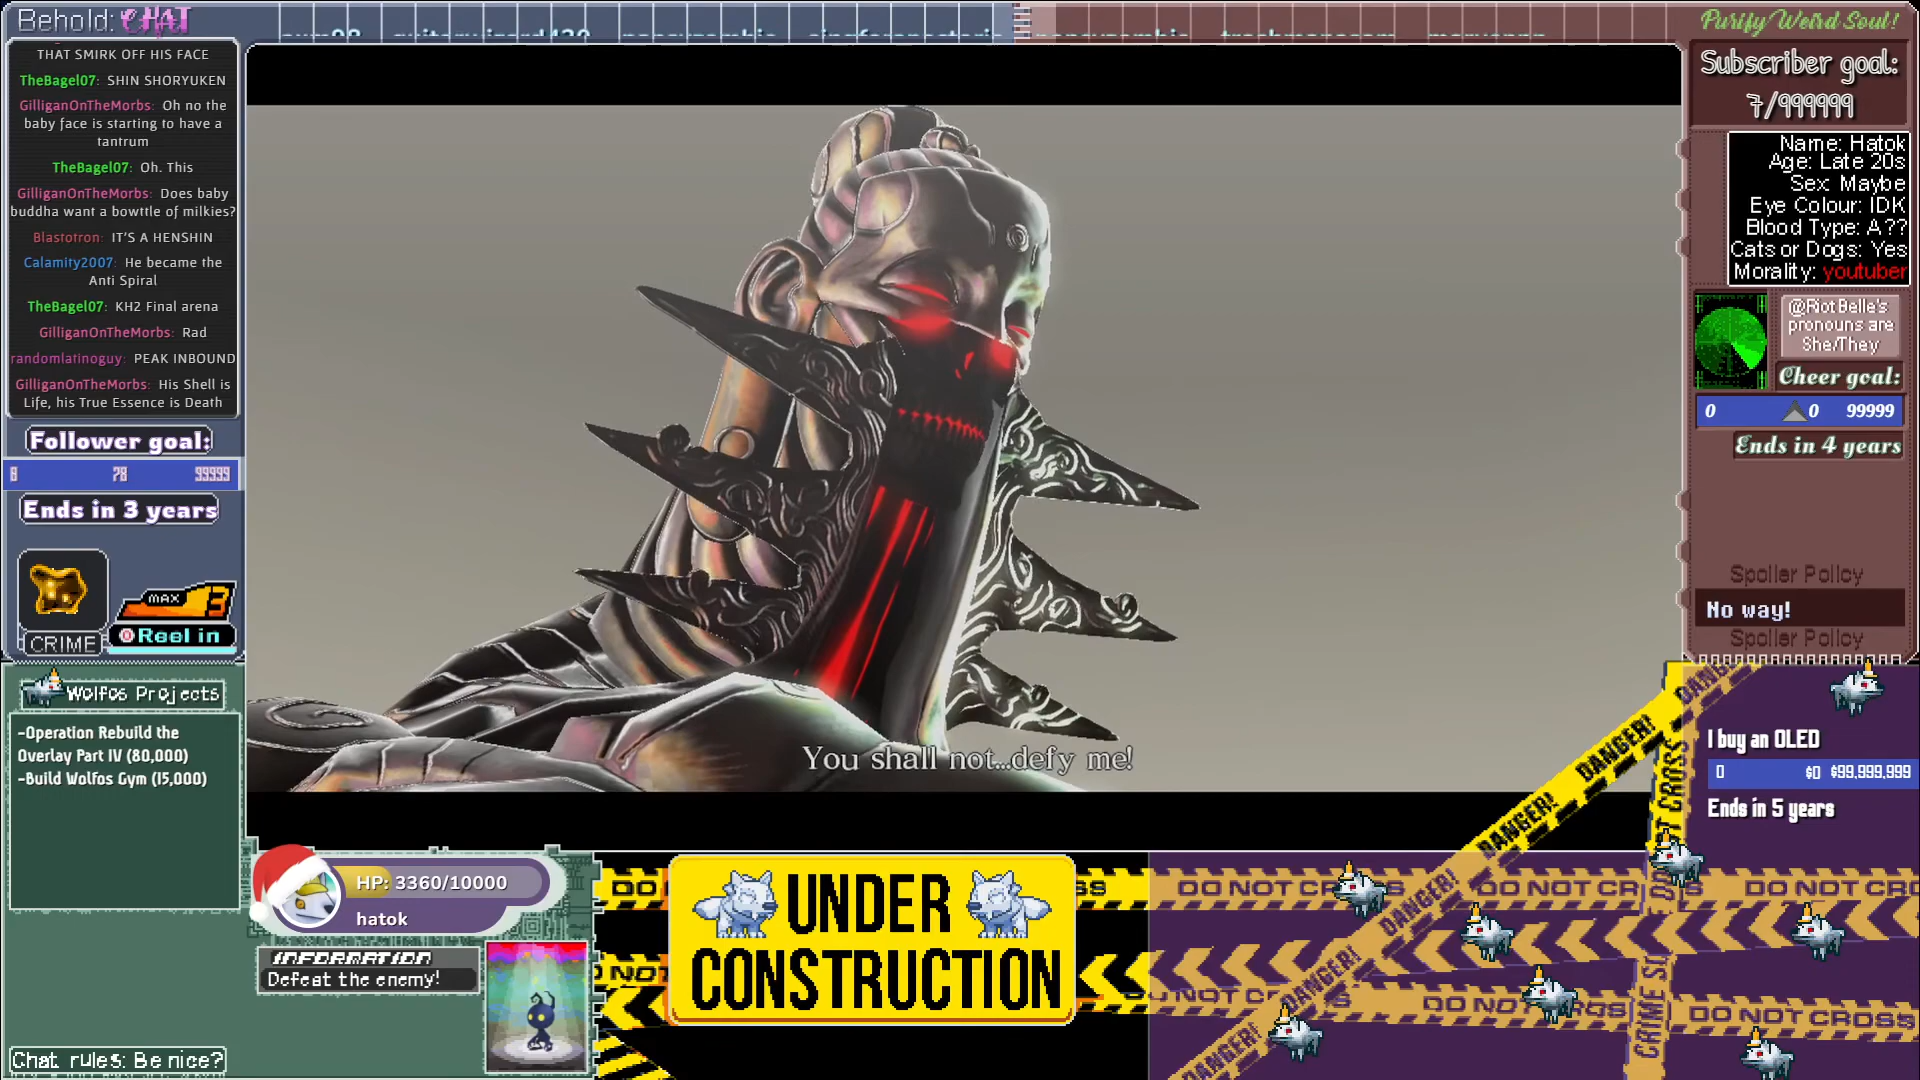 Behold: CHAT
THAT SMIRK OFF HIS FACE
TheBagel07: SHIN SHORYUKEN
GilliganOnTheMorbs: Oh no the
baby face is starting to have a
tantrum
TheBagel07: Oh. This
GilliganOnTheMorbs: Does baby
buddha want a bowttle of milkies?
Blastotron: IT'S A HENSHIN
Calamity2007: He became the
Anti Spiral
TheBagel07: KH2 Final arena
GilliganOnTheMorbs: Rad
randomlatinoguy: PEAK INBOUND
GilliganOnTheMorbs: His Shell is
Life, his True Essence is Death
Follower goal:
78 99999
Ends in 3 years
CRIME
MAX 3
Reel in
Wolfos Projects
-Operation Rebuild the
Overlay Part IV (80,000)
-Build Wolfos Gym (15,000)
Chat rules: Be nice?
You shall not...defy me!
HP: 3360/10000
hatok
INFORMATION
Defeat the enemy!
UNDER
CONSTRUCTION
Purify Weird Soul!
Subscriber goal:
7/999999
Name: Hatok
Age: Late 20s
Sex: Maybe
Eye Colour: IDK
Blood Type: A??
Cats or Dogs: Yes
Morality: youtuber
@RiotBelle's
pronouns are
She/They
Cheer goal:
0 0 99999
Ends in 4 years
Spoiler Policy
No way!
Spoiler Policy
I buy an OLED
0 $0 $99,999,999
Ends in 5 years
DANGER!
DANGER!
DANGER!
DANGER!
DANGER!
DO NOT CROSS
DO NOT CROSS